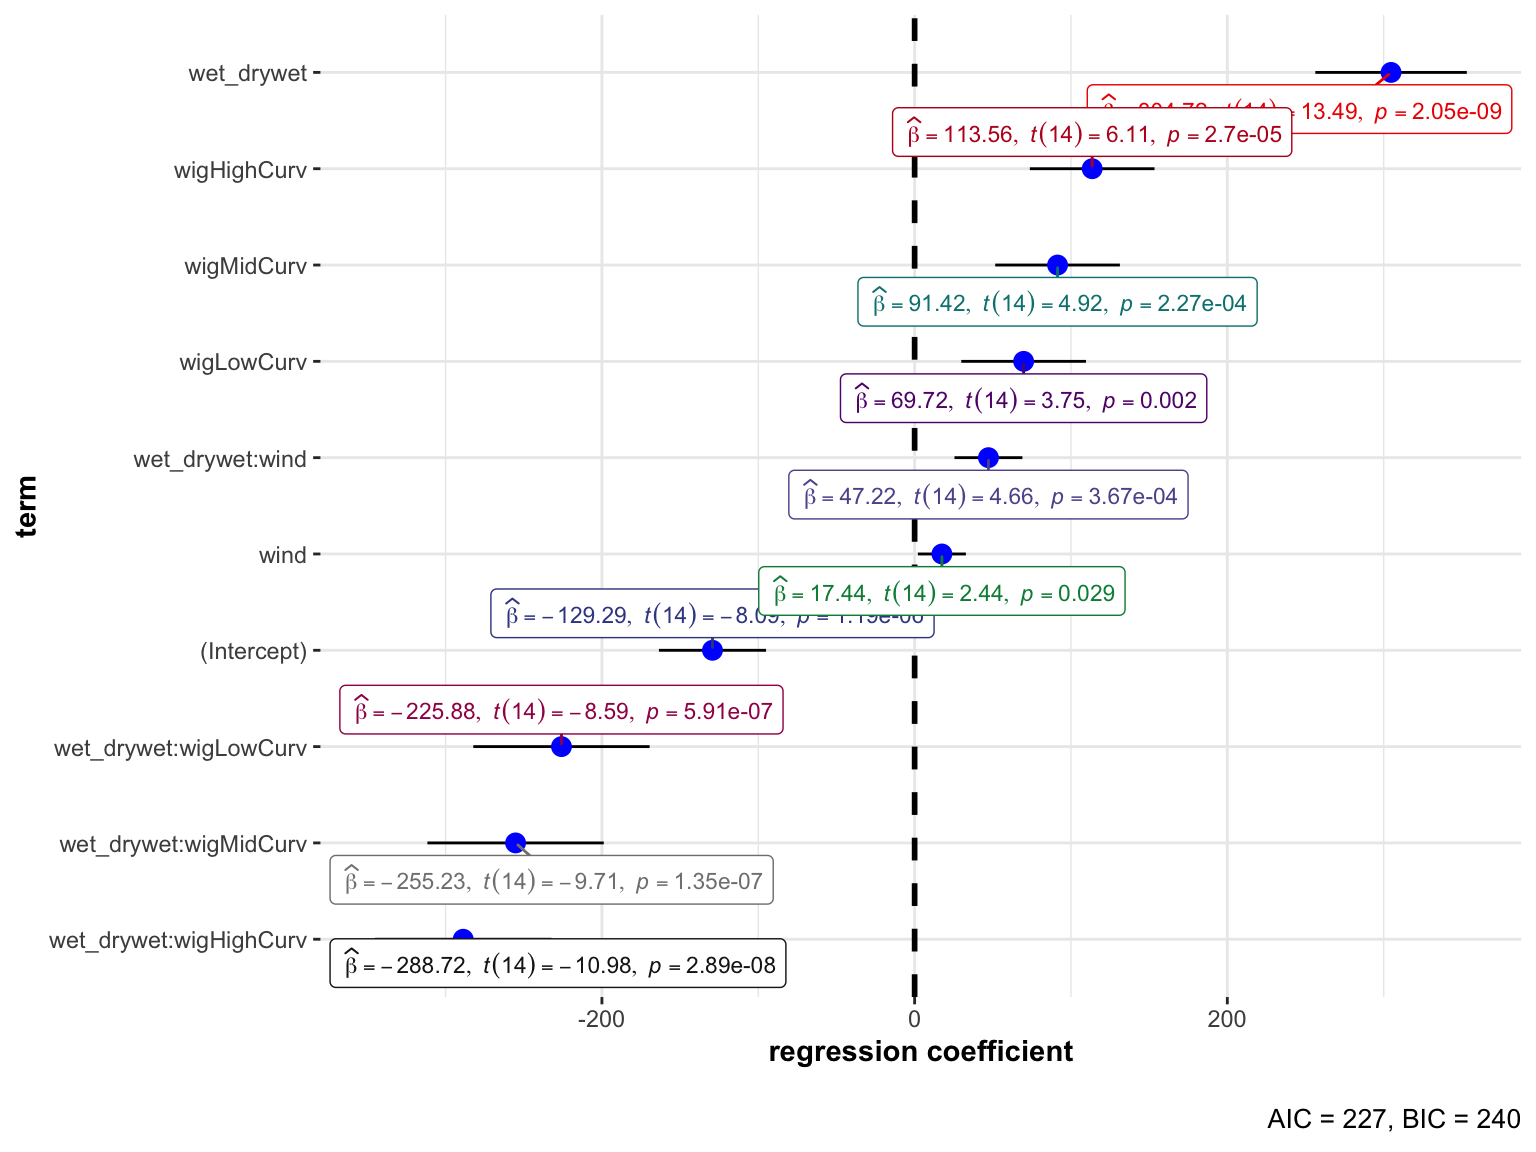 wet_drywet
t(14) = 13.49, p = 2.05e-09
β̂ = 113.56, t(14) = 6.11, p = 2.7e-05
wigHighCurv
wigMidCurv
β̂ = 91.42, t(14) = 4.92, p = 2.27e-04
wigLowCurv
β̂ = 69.72, t(14) = 3.75, p = 0.002
wet_drywet:wind
β̂ = 47.22, t(14) = 4.66, p = 3.67e-04
term
wind
β̂ = 17.44, t(14) = 2.44, p = 0.029
β̂ = −129.29, t(14) = −8.09, p = 1.19e-06
(Intercept)
β̂ = −225.88, t(14) = −8.59, p = 5.91e-07
wet_drywet:wigLowCurv
wet_drywet:wigMidCurv
β̂ = −255.23, t(14) = −9.71, p = 1.35e-07
wet_drywet:wigHighCurv
β̂ = −288.72, t(14) = −10.98, p = 2.89e-08
-200 0 200
regression coefficient
AIC = 227, BIC = 240